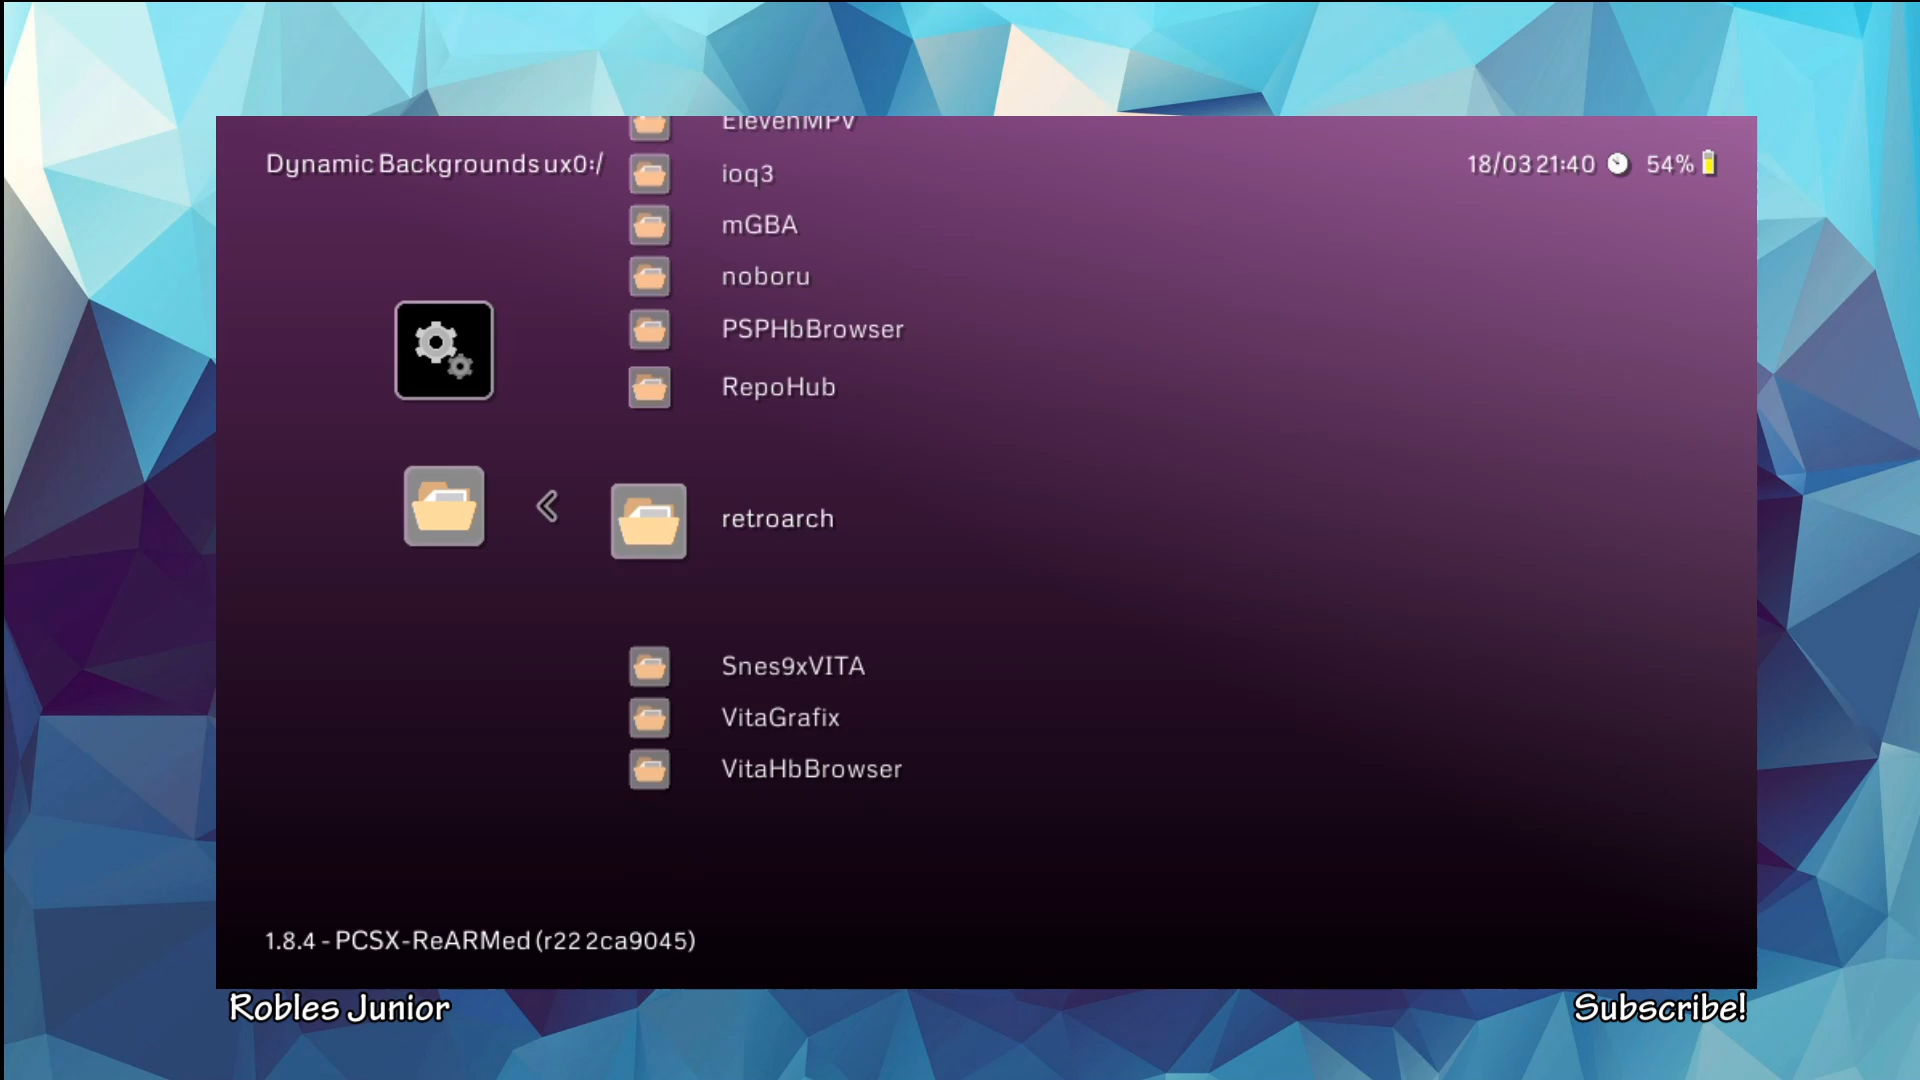 ElevenMPV
Dynamic Backgrounds ux0:/
18/03 21:40
54%
ioq3
mGBA
noboru
PSPHbBrowser
RepoHub
retroarch
Snes9xVITA
VitaGrafix
VitaHbBrowser
1.8.4 - PCSX-ReARMed (r22 2ca9045)
Robles Junior
Subscribe!